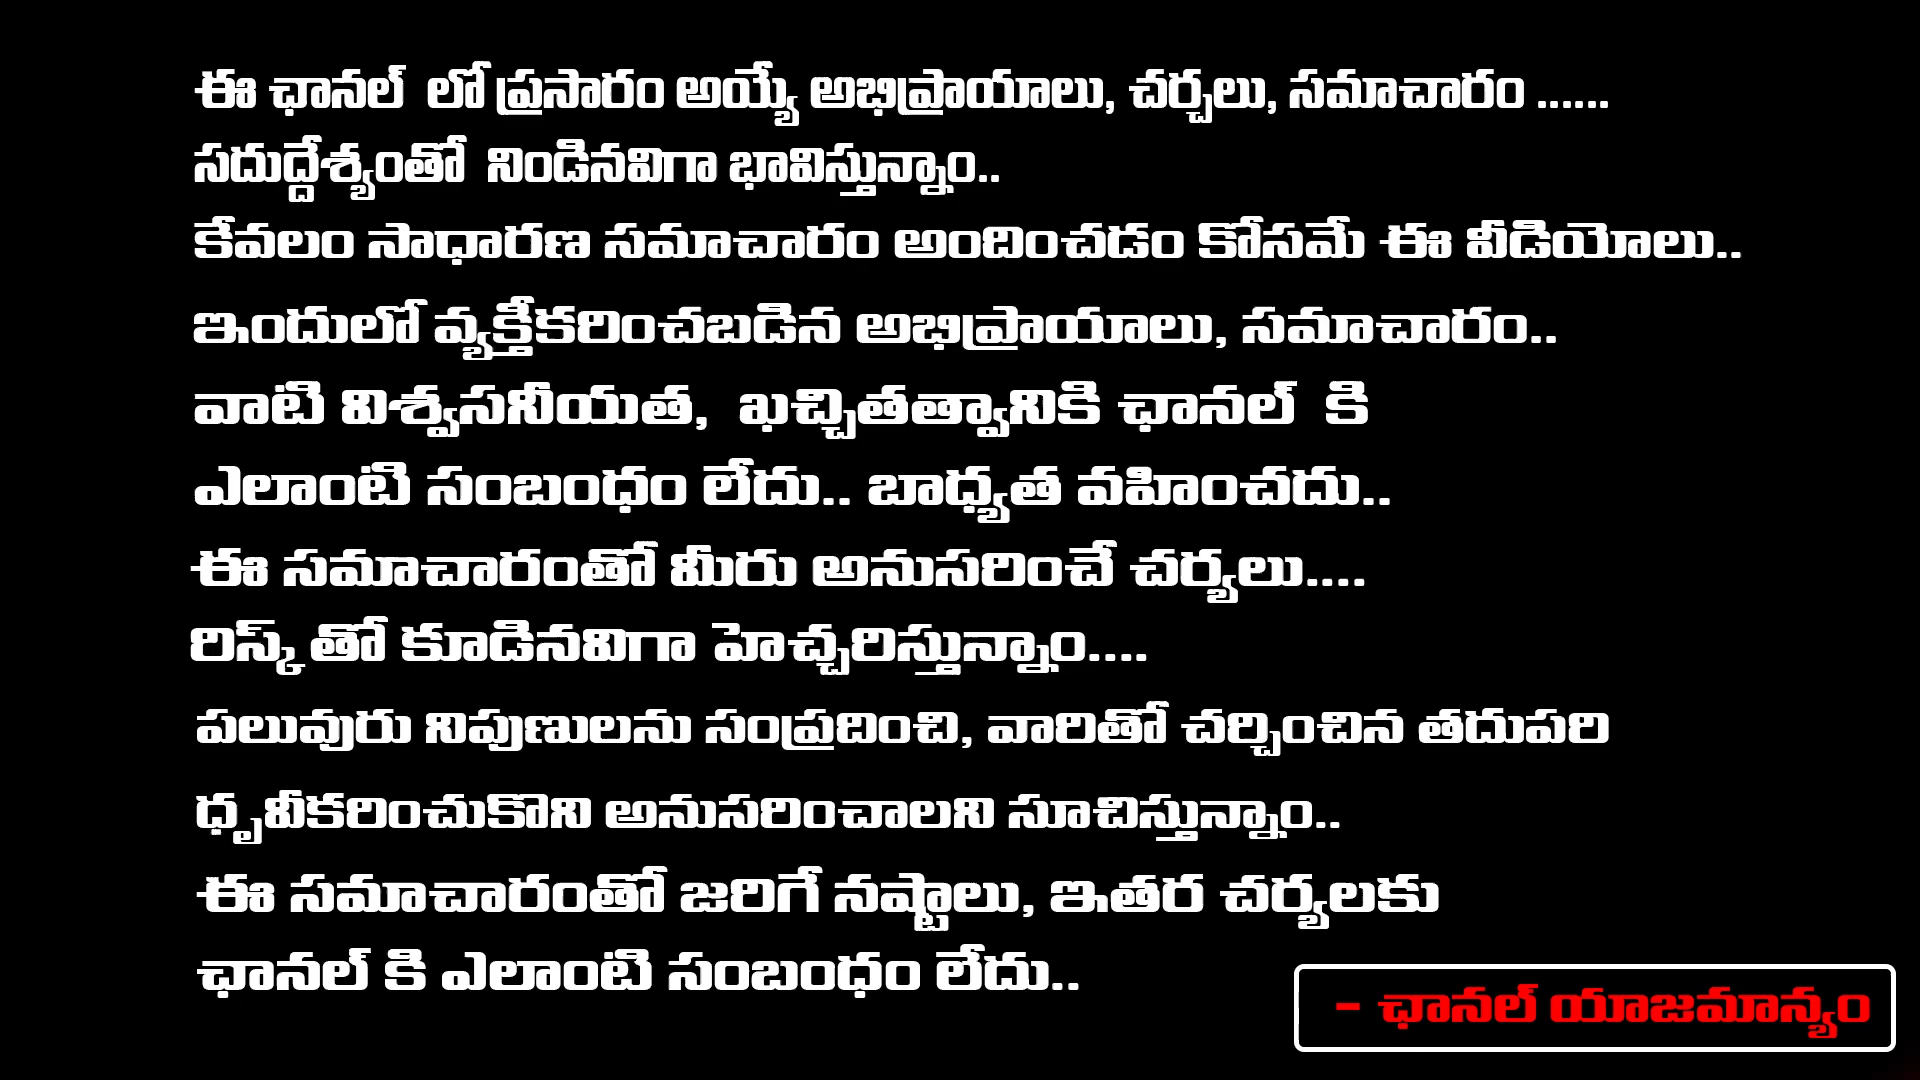 ఈ ఛానల్ లో ప్రసారం అయ్యే అభిప్రాయాలు, చర్చలు, సమాచారం ......
సదుద్దేశ్యంతో నిండినవిగా భావిస్తున్నాం..
కేవలం సాధారణ సమాచారం అందించడం కోసమే ఈ వీడియోలు..
ఇందులో వ్యక్తీకరించబడిన అభిప్రాయాలు, సమాచారం..
వాటి విశ్వసనీయత, ఖచ్చితత్వానికి ఛానల్ కి
ఎలాంటి సంబంధం లేదు.. బాధ్యత వహించదు..
ఈ సమాచారంతో మీరు అనుసరించే చర్యలు....
రిస్క్ తో కూడినవిగా హెచ్చరిస్తున్నాం....
పలువురు నిపుణులను సంప్రదించి, వారితో చర్చించిన తదుపరి
ధృవీకరించుకొని అనుసరించాలని సూచిస్తున్నాం..
ఈ సమాచారంతో జరిగే నష్టాలు, ఇతర చర్యలకు
ఛానల్ కి ఎలాంటి సంబంధం లేదు..
- ఛానల్ యాజమాన్యం